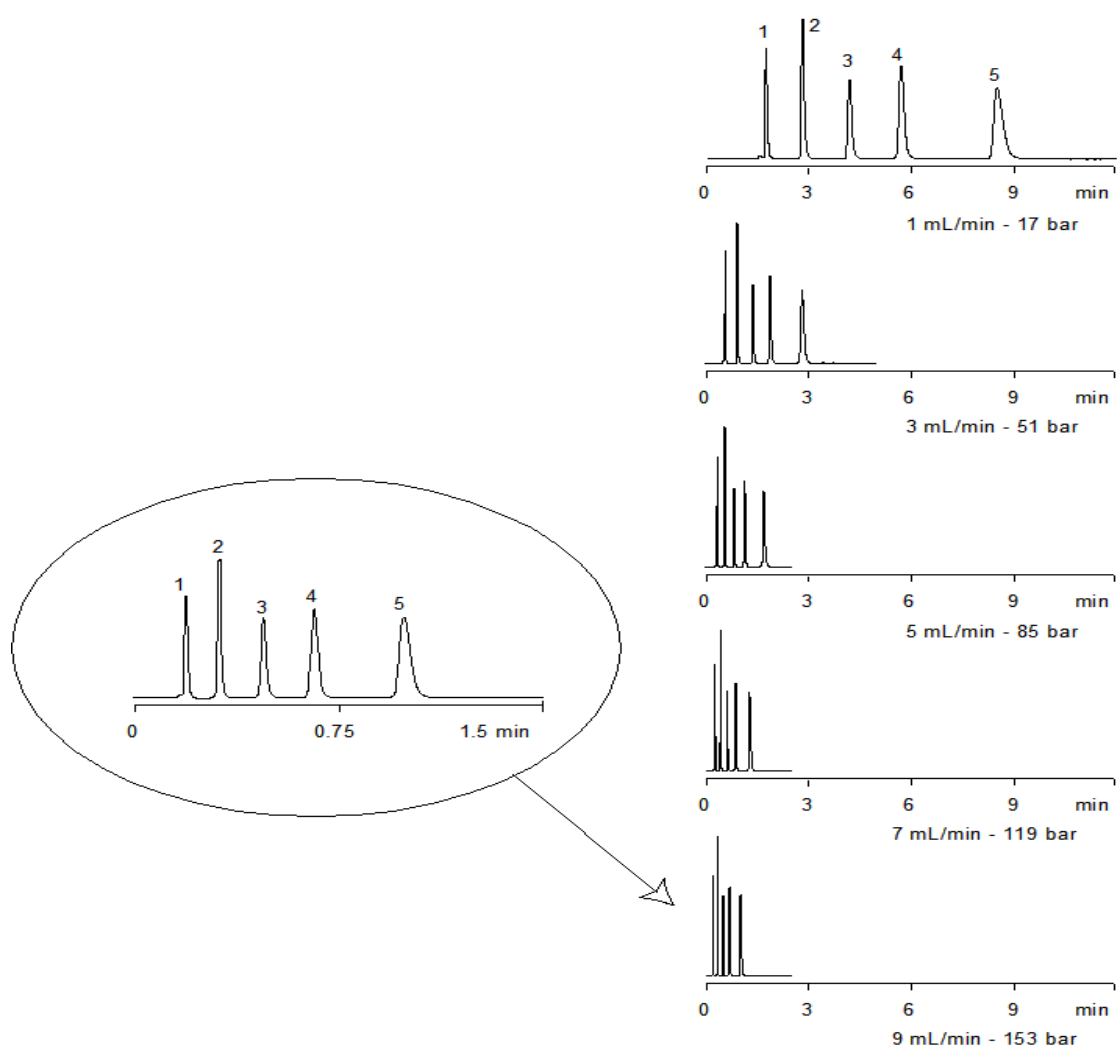 1
2
3
4
5
0 3 6 9 min
1 mL/min - 17 bar
0 3 6 9 min
3 mL/min - 51 bar
0 3 6 9 min
5 mL/min - 85 bar
0 3 6 9 min
7 mL/min - 119 bar
0 3 6 9 min
9 mL/min - 153 bar
1
2
3
4
5
0 0.75 1.5 min